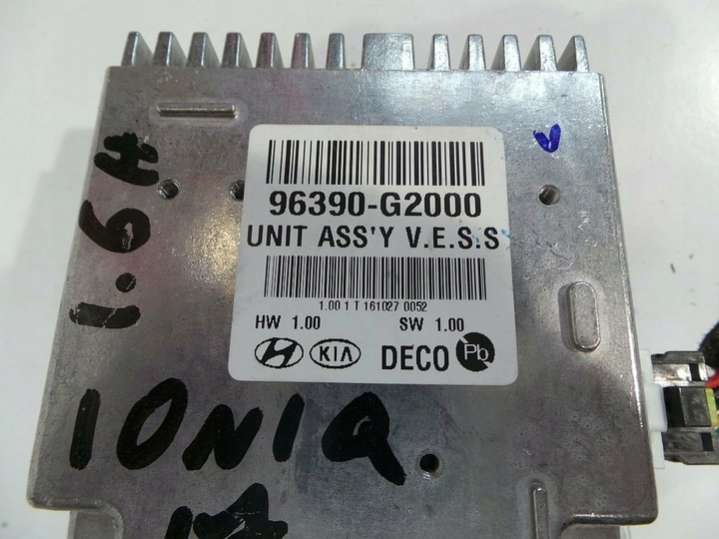 96390-G2000
UNIT ASS'Y V.E.S.S
1.00 1 T 161027 0052
HW 1.00 SW 1.00
H KIA DECO Pb
1.6H
IONIQ
17
V